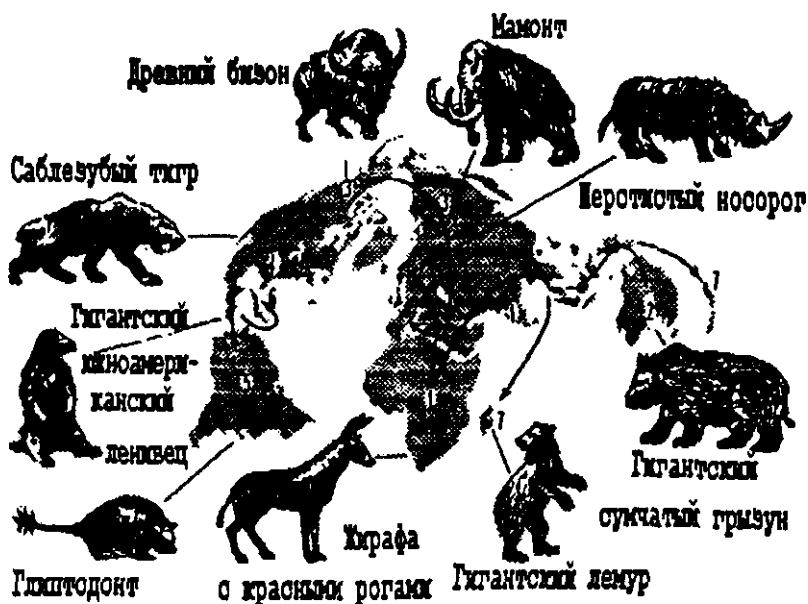 Мамонт
Древний бизон
Саблезубый тигр
Шерстистый носорог
Гигантский
южноамери-
канский
ленивец
Гигантский
сумчатый грызун
Жирафа
с красными рогами
Гигантский лемур
Глиптодонт